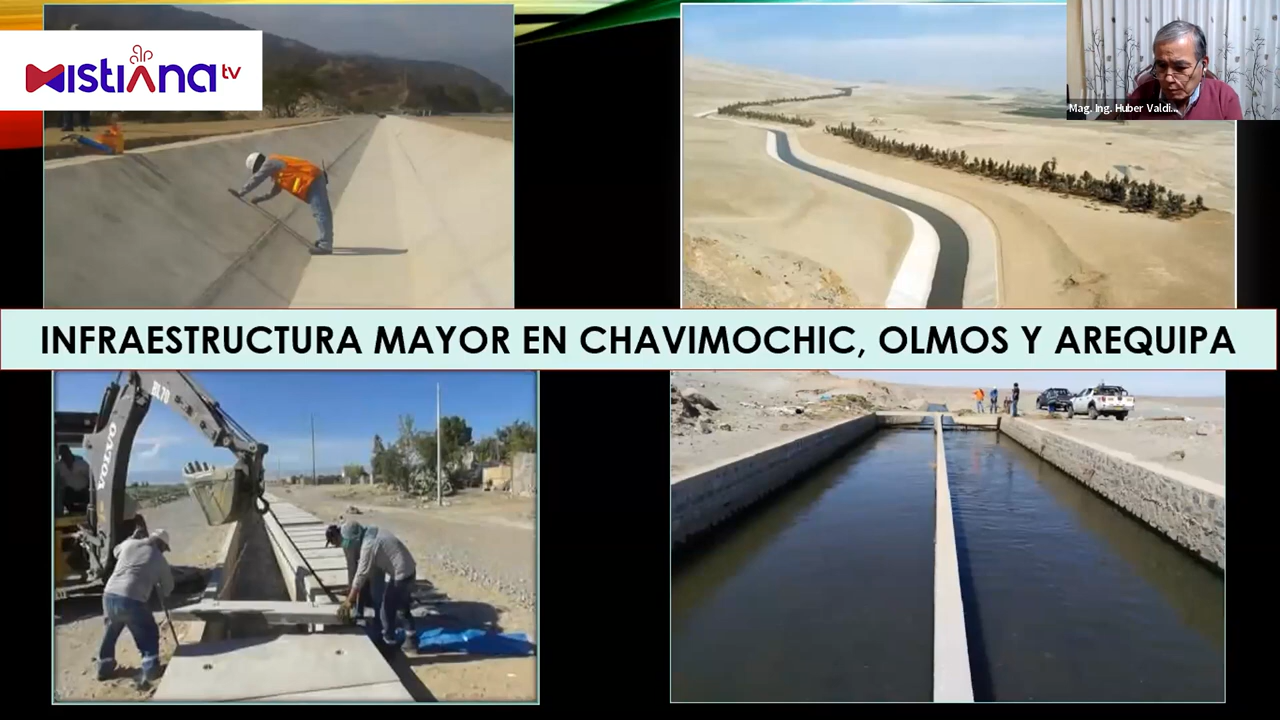 MISTIANA tv
Mag. Ing. Huber Valdi...
INFRAESTRUCTURA MAYOR EN CHAVIMOCHIC, OLMOS Y AREQUIPA
VOLVO
BL70